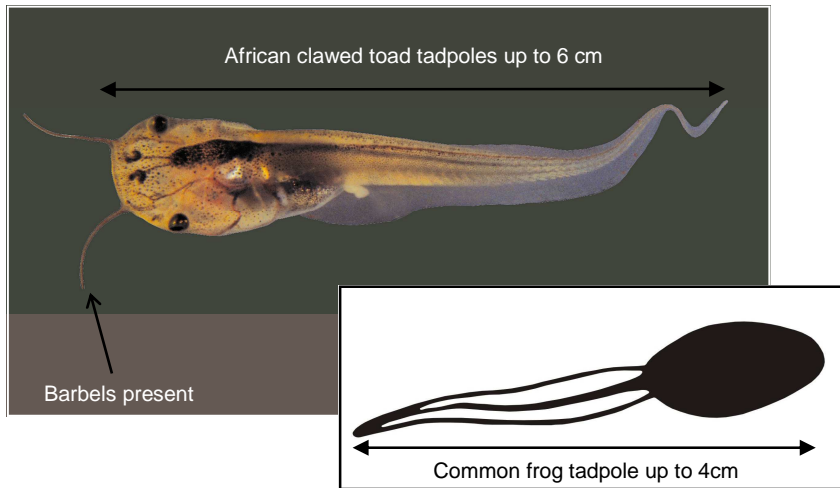 African clawed toad tadpoles up to 6 cm
Barbels present
Common frog tadpole up to 4cm